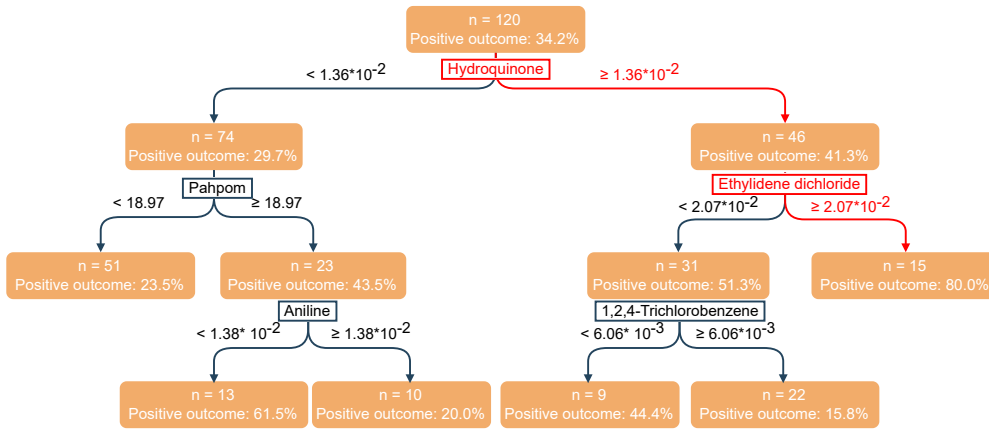 n = 120
Positive outcome: 34.2%
Hydroquinone
< 1.36*10-2
≥ 1.36*10-2
n = 74
Positive outcome: 29.7%
n = 46
Positive outcome: 41.3%
Pahpom
Ethylidene dichloride
< 18.97
≥ 18.97
< 2.07*10-2
≥ 2.07*10-2
n = 51
Positive outcome: 23.5%
n = 23
Positive outcome: 43.5%
n = 31
Positive outcome: 51.3%
n = 15
Positive outcome: 80.0%
Aniline
1,2,4-Trichlorobenzene
< 1.38* 10-2
≥ 1.38*10-2
< 6.06* 10-3
≥ 6.06*10-3
n = 13
Positive outcome: 61.5%
n = 10
Positive outcome: 20.0%
n = 9
Positive outcome: 44.4%
n = 22
Positive outcome: 15.8%